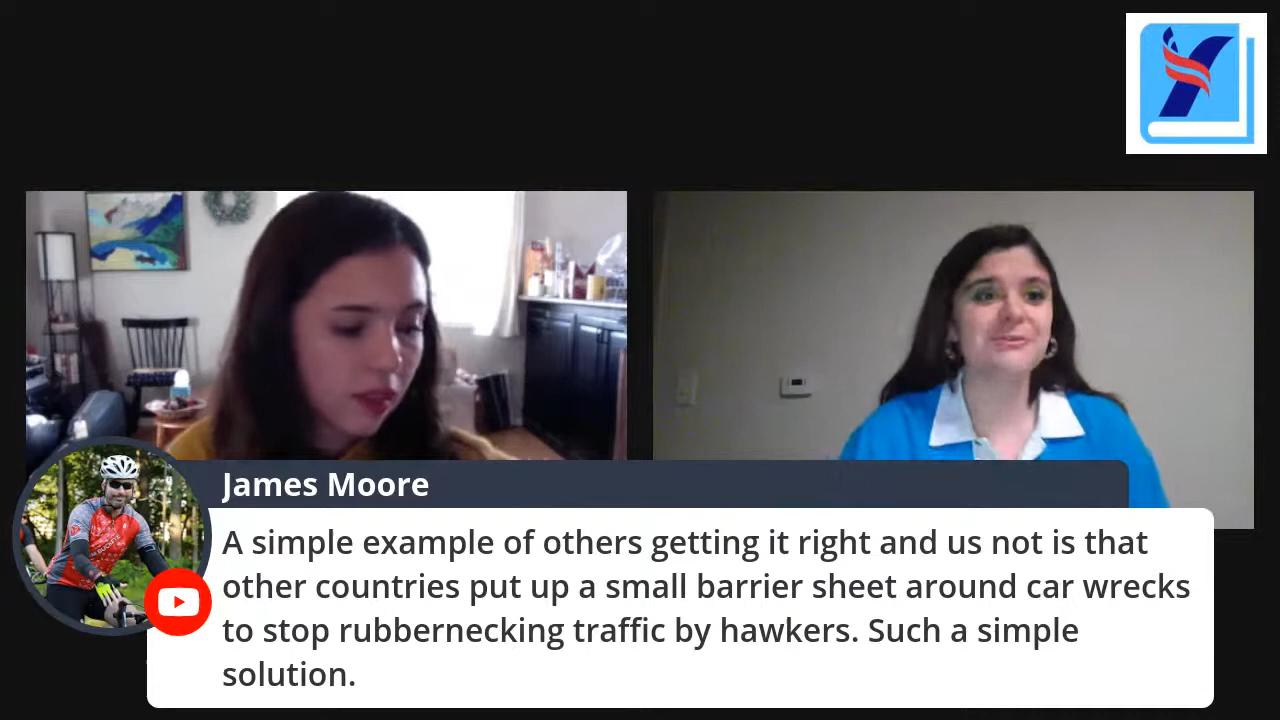 James Moore
A simple example of others getting it right and us not is that
other countries put up a small barrier sheet around car wrecks
to stop rubbernecking traffic by hawkers. Such a simple
solution.